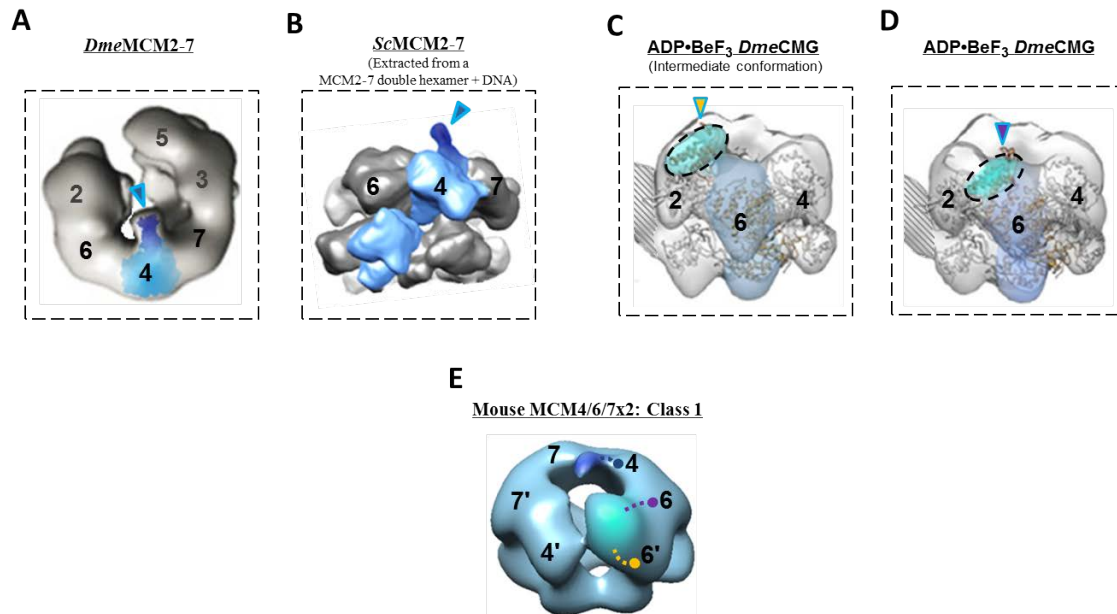 A
DmeMCM2-7
5
2
3
6
7
4
B
ScMCM2-7
(Extracted from a
MCM2-7 double hexamer + DNA)
6
4
7
C
ADP•BeF3 DmeCMG
(Intermediate conformation)
2
6
4
D
ADP•BeF3 DmeCMG
2
6
4
E
Mouse MCM4/6/7x2: Class 1
7
4
7'
6
4'
6'